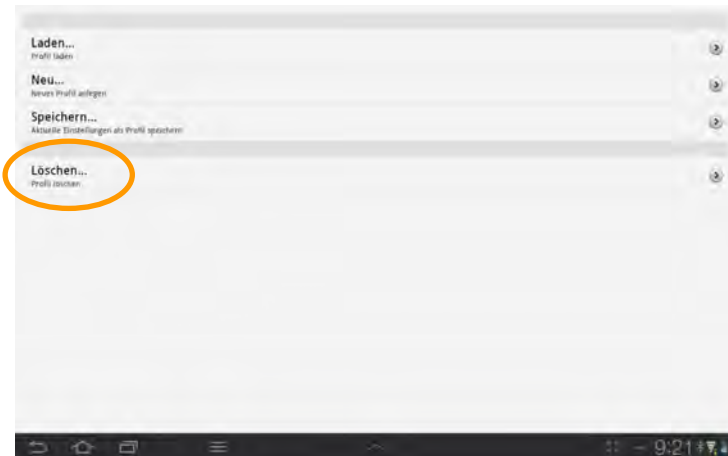 Laden...
Profil laden
Neu...
Neues Profil anlegen
Speichern...
Aktuelle Einstellungen als Profil speichern
Löschen...
Profil löschen
9:21